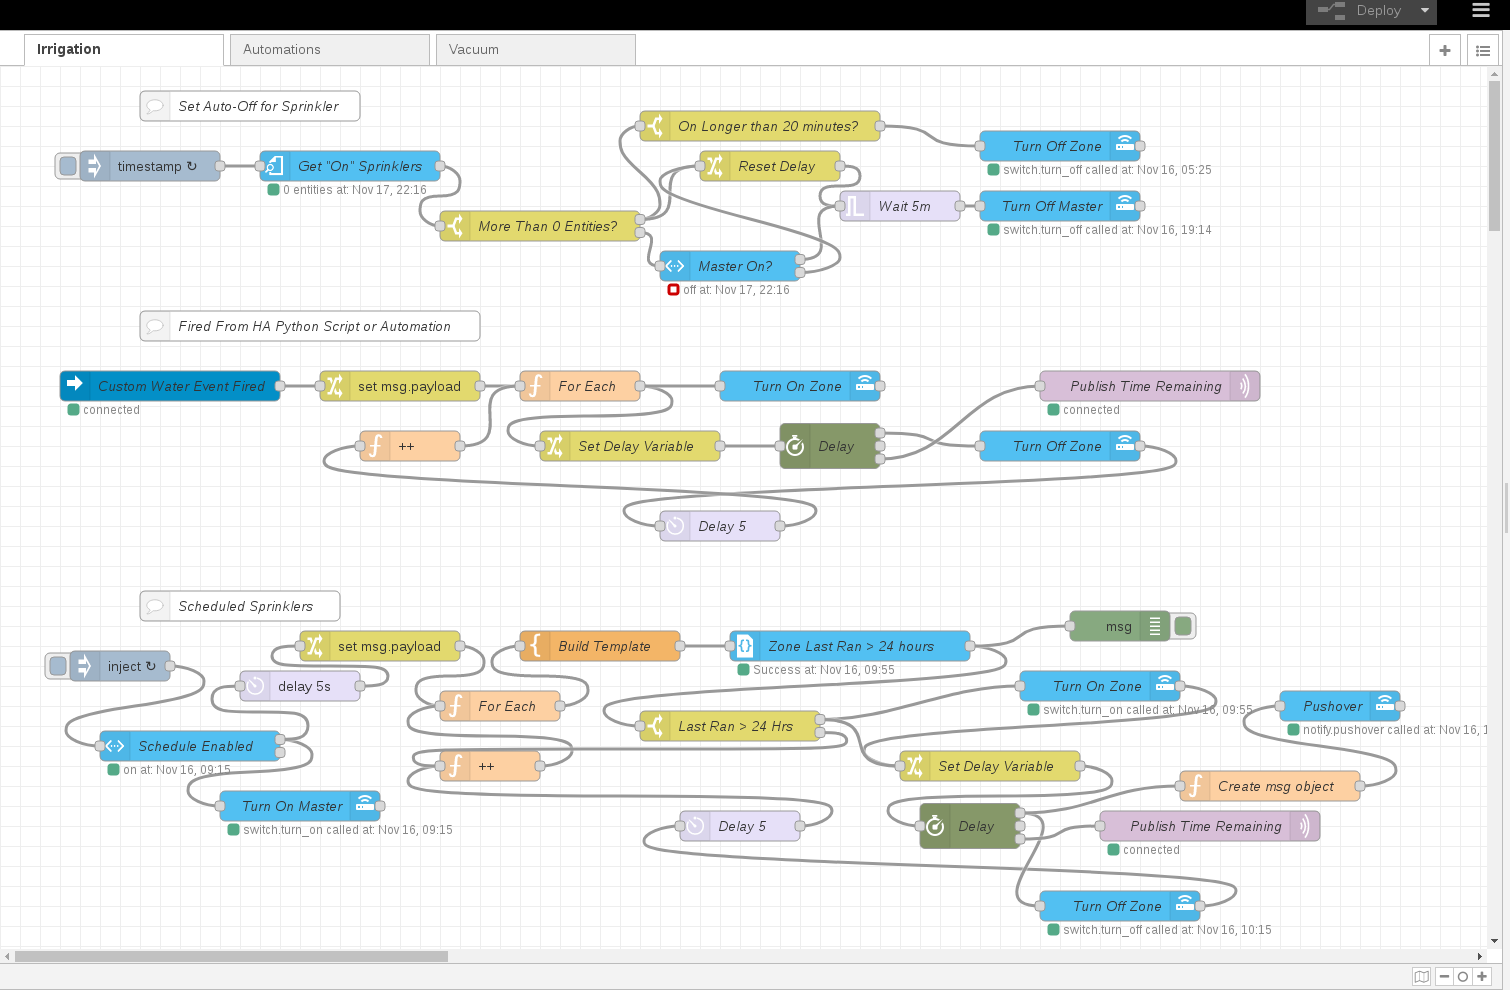 Deploy
Irrigation
Automations
Vacuum
Set Auto-Off for Sprinkler
On Longer than 20 minutes?
Turn Off Zone
switch.turn_off called at: Nov 16, 05:25
timestamp ↻
Get "On" Sprinklers
0 entities at: Nov 17, 22:16
Reset Delay
Wait 5m
Turn Off Master
switch.turn_off called at: Nov 16, 19:14
More Than 0 Entities?
Master On?
off at: Nov 17, 22:16
Fired From HA Python Script or Automation
Custom Water Event Fired
connected
set msg.payload
For Each
Turn On Zone
Publish Time Remaining
connected
++
Set Delay Variable
Delay
Turn Off Zone
Delay 5
Scheduled Sprinklers
msg
set msg.payload
Build Template
Zone Last Ran > 24 hours
Success at: Nov 16, 09:55
inject ↻
delay 5s
Turn On Zone
switch.turn_on called at: Nov 16, 09:55
For Each
Last Ran > 24 Hrs
Pushover
notify.pushover called at: Nov 16, 1
Schedule Enabled
on at: Nov 16, 09:15
++
Set Delay Variable
Create msg object
Turn On Master
switch.turn_on called at: Nov 16, 09:15
Delay 5
Delay
Publish Time Remaining
connected
Turn Off Zone
switch.turn_off called at: Nov 16, 10:15